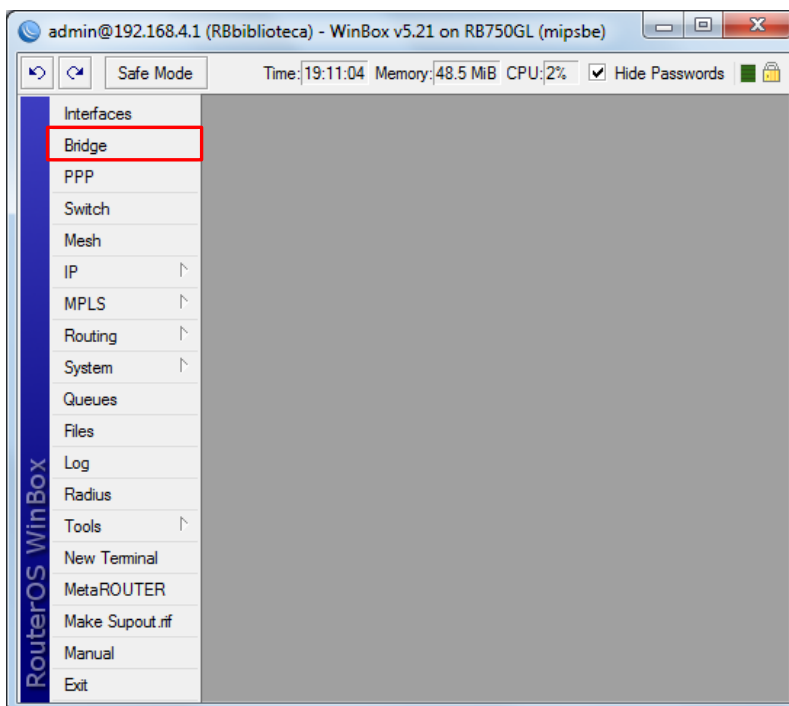 admin@192.168.4.1 (RBbiblioteca) - WinBox v5.21 on RB750GL (mipsbe)
Safe Mode Time: 19:11:04 Memory: 48.5 MiB CPU: 2% Hide Passwords
Interfaces
Bridge
PPP
Switch
Mesh
IP
MPLS
Routing
System
Queues
Files
Log
Radius
Tools
New Terminal
MetaROUTER
Make Supout.rif
Manual
Exit
RouterOS WinBox